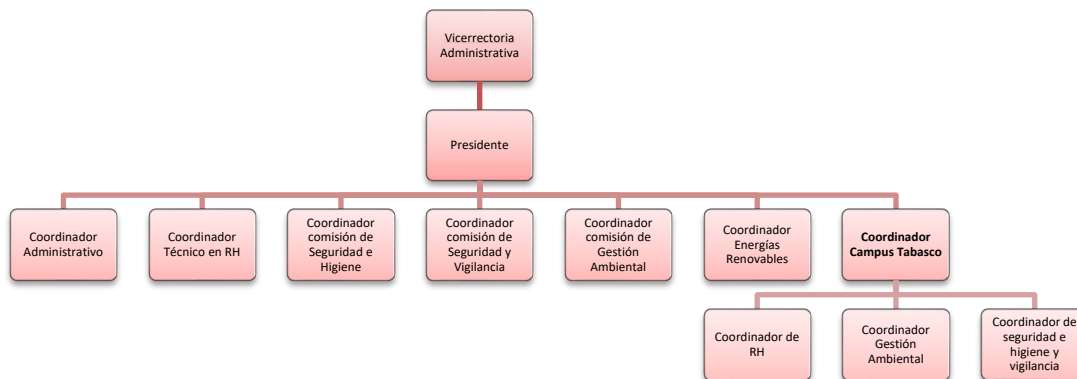 Vicerrectoria
Administrativa
Presidente
Coordinador
Administrativo
Coordinador
Técnico en RH
Coordinador
comisión de
Seguridad e
Higiene
Coordinador
comisión de
Seguridad y
Vigilancia
Coordinador
comisión de
Gestión
Ambiental
Coordinador
Energías
Renovables
Coordinador
Campus Tabasco
Coordinador de
RH
Coordinador
Gestión
Ambiental
Coordinador de
seguridad e
higiene y
vigilancia